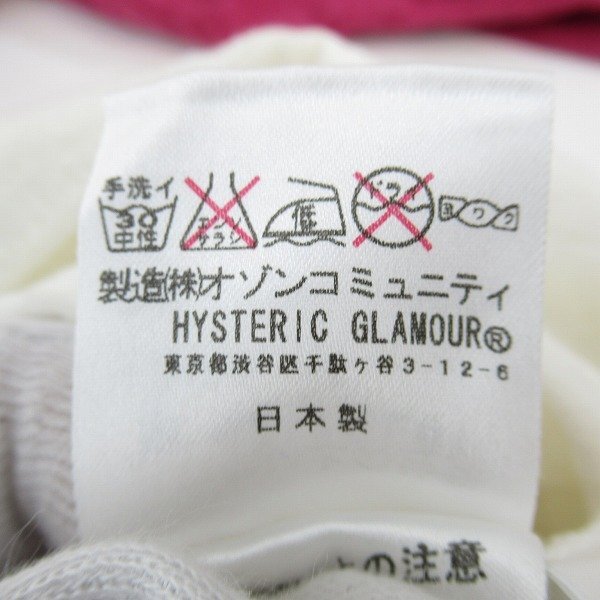 手洗イ
中性 エンソ サラシ 低 ドライ ヨワク
製造(株)オゾンコミュニティ
HYSTERIC GLAMOUR®
東京都渋谷区千駄ケ谷3-12-6
日本製
との注意